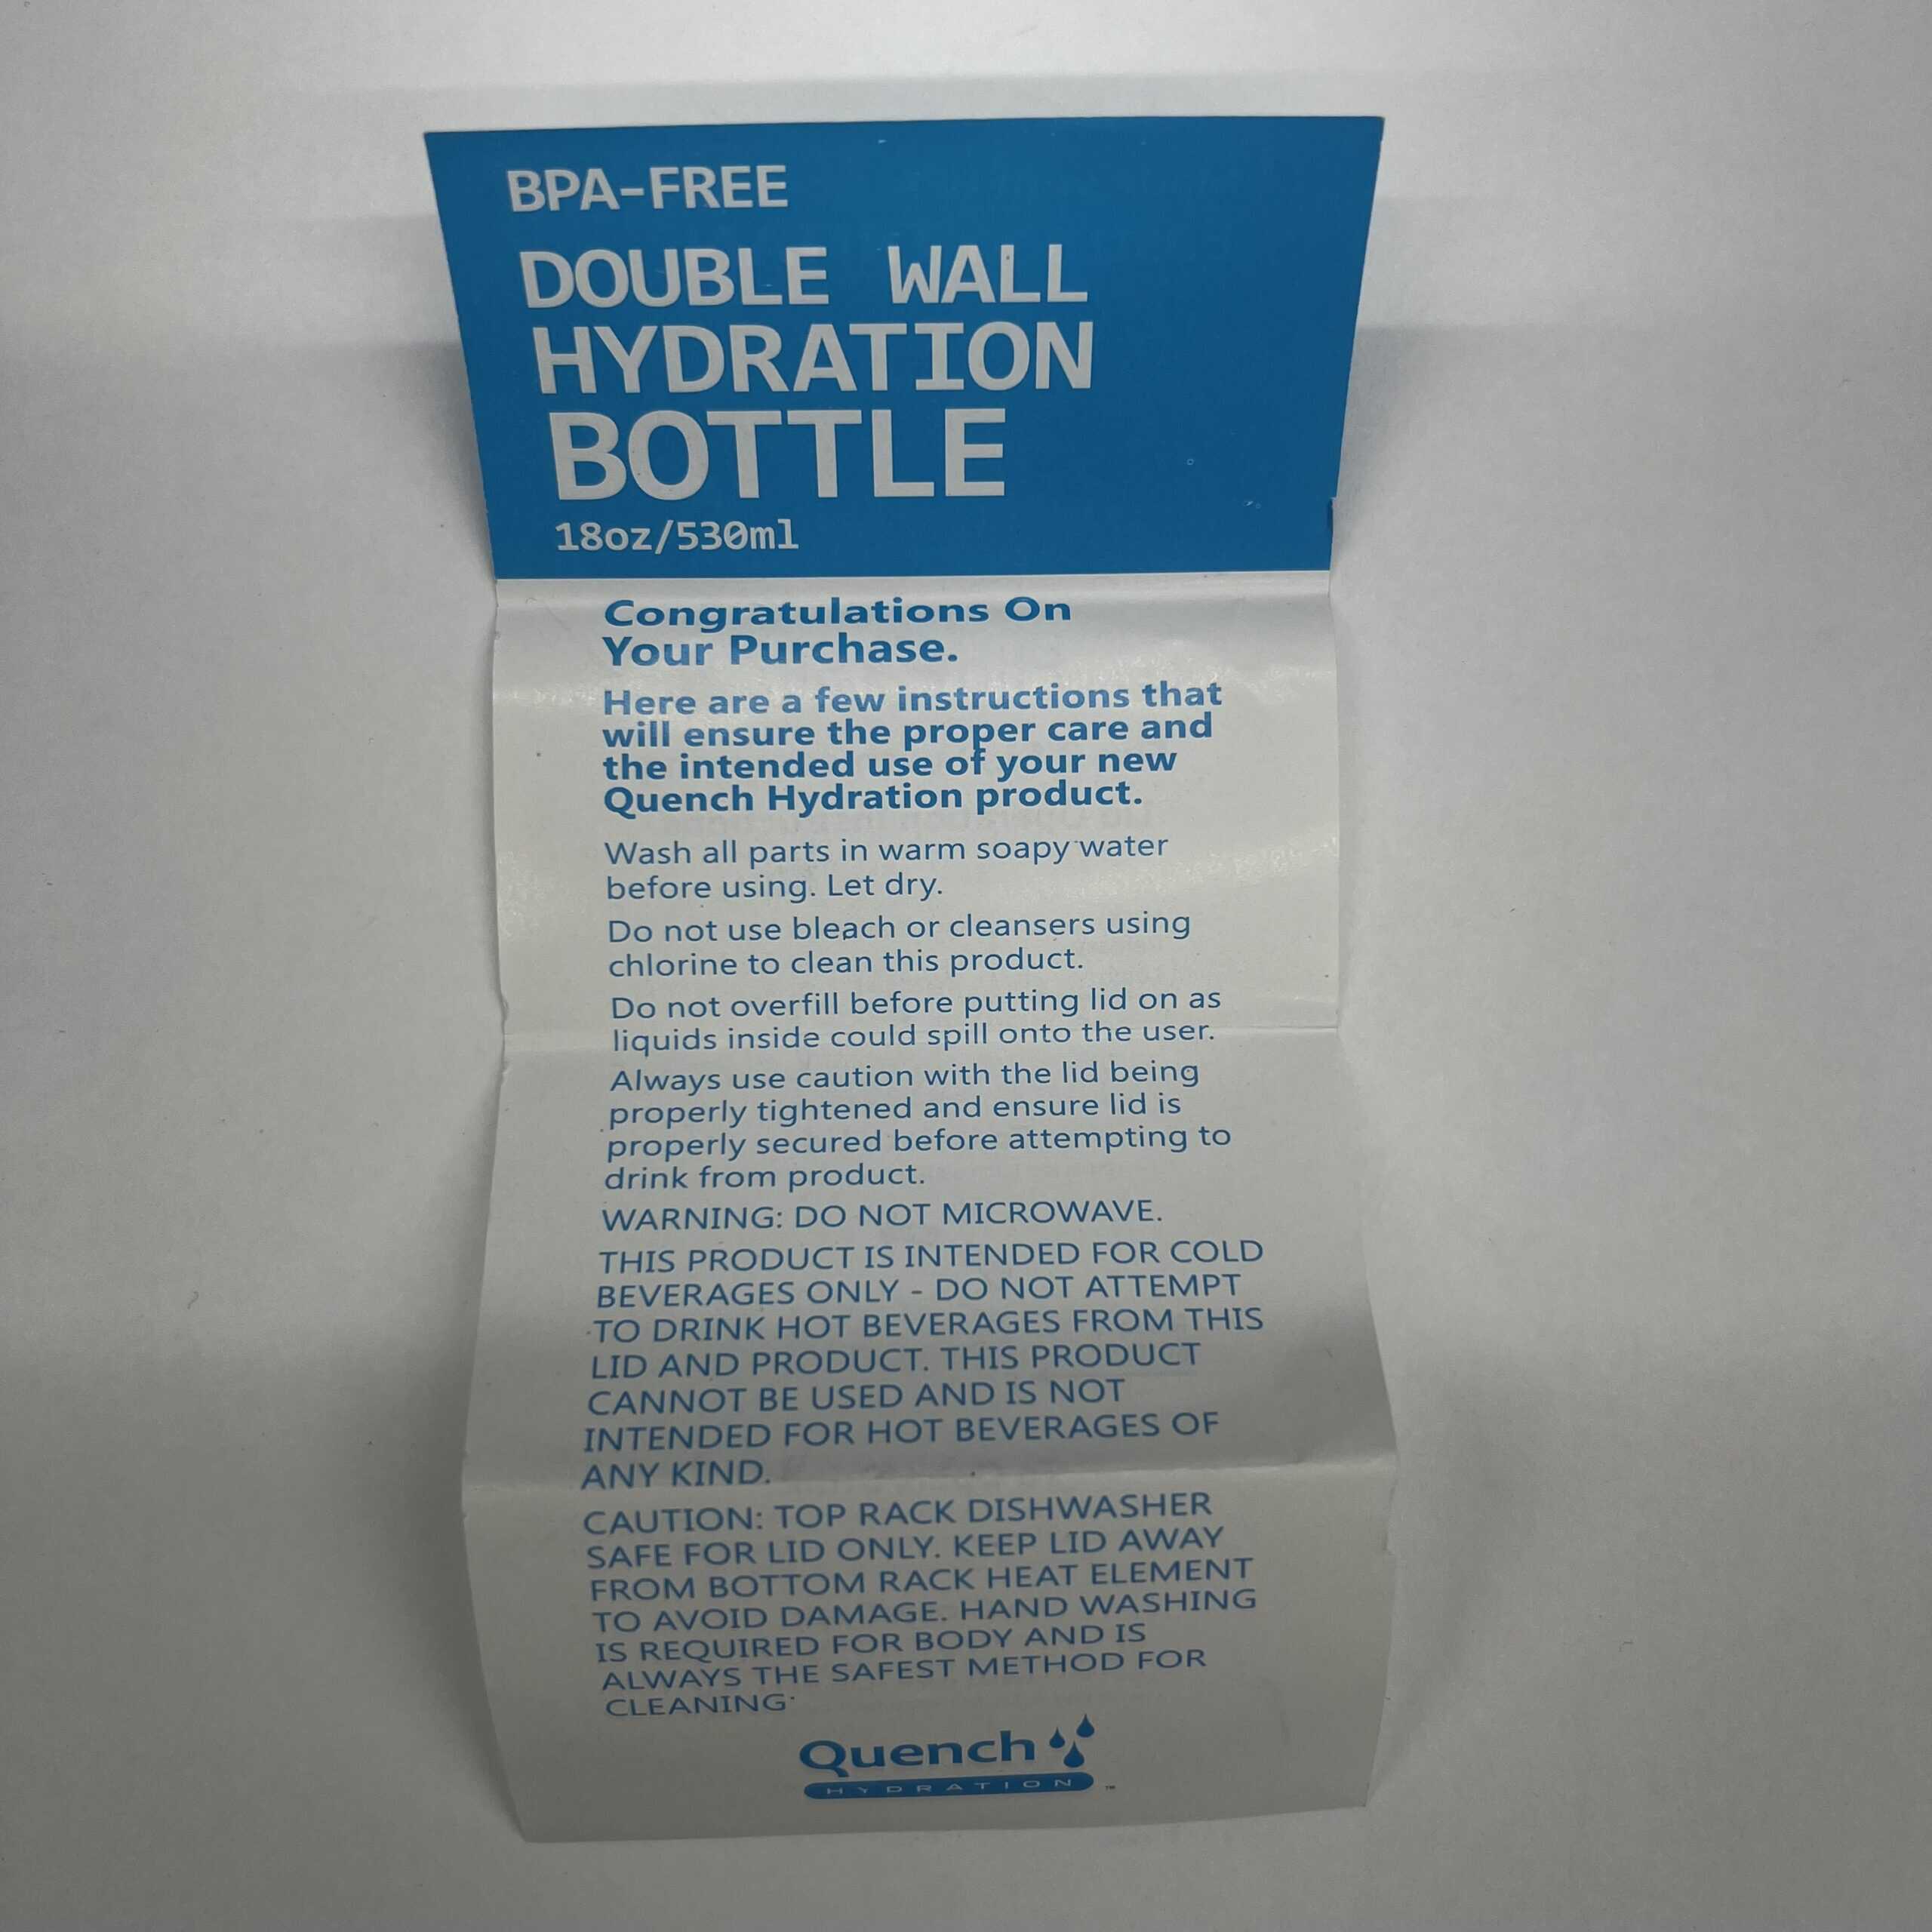 BPA-FREE
DOUBLE WALL
HYDRATION
BOTTLE
18oz/530ml
Congratulations On
Your Purchase.
Here are a few instructions that
will ensure the proper care and
the intended use of your new
Quench Hydration product.
Wash all parts in warm soapy water
before using. Let dry.
Do not use bleach or cleansers using
chlorine to clean this product.
Do not overfill before putting lid on as
liquids inside could spill onto the user.
Always use caution with the lid being
properly tightened and ensure lid is
properly secured before attempting to
drink from product.
WARNING: DO NOT MICROWAVE.
THIS PRODUCT IS INTENDED FOR COLD
BEVERAGES ONLY - DO NOT ATTEMPT
TO DRINK HOT BEVERAGES FROM THIS
LID AND PRODUCT. THIS PRODUCT
CANNOT BE USED AND IS NOT
INTENDED FOR HOT BEVERAGES OF
ANY KIND.
CAUTION: TOP RACK DISHWASHER
SAFE FOR LID ONLY. KEEP LID AWAY
FROM BOTTOM RACK HEAT ELEMENT
TO AVOID DAMAGE. HAND WASHING
IS REQUIRED FOR BODY AND IS
ALWAYS THE SAFEST METHOD FOR
CLEANING.
Quench
HYDRATION ™